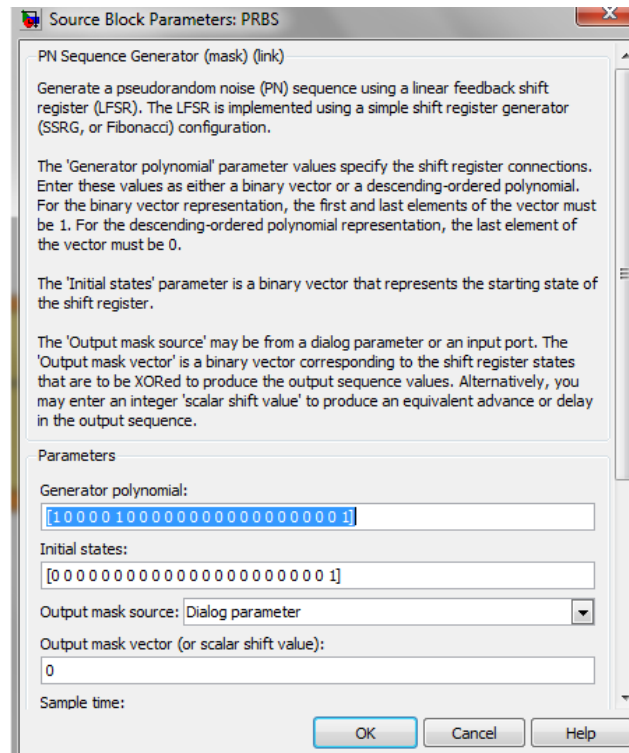 Source Block Parameters: PRBS
PN Sequence Generator (mask) (link)
Generate a pseudorandom noise (PN) sequence using a linear feedback shift
register (LFSR). The LFSR is implemented using a simple shift register generator
(SSRG, or Fibonacci) configuration.
The 'Generator polynomial' parameter values specify the shift register connections.
Enter these values as either a binary vector or a descending-ordered polynomial.
For the binary vector representation, the first and last elements of the vector must
be 1. For the descending-ordered polynomial representation, the last element of
the vector must be 0.
The 'Initial states' parameter is a binary vector that represents the starting state of
the shift register.
The 'Output mask source' may be from a dialog parameter or an input port. The
'Output mask vector' is a binary vector corresponding to the shift register states
that are to be XORed to produce the output sequence values. Alternatively, you
may enter an integer 'scalar shift value' to produce an equivalent advance or delay
in the output sequence.
Parameters
Generator polynomial:
[1 0 0 0 0 1 0 0 0 0 0 0 0 0 0 0 0 0 0 0 0 0 0 1]
Initial states:
[0 0 0 0 0 0 0 0 0 0 0 0 0 0 0 0 0 0 0 0 0 0 1]
Output mask source: Dialog parameter
Output mask vector (or scalar shift value):
0
Sample time:
OK Cancel Help